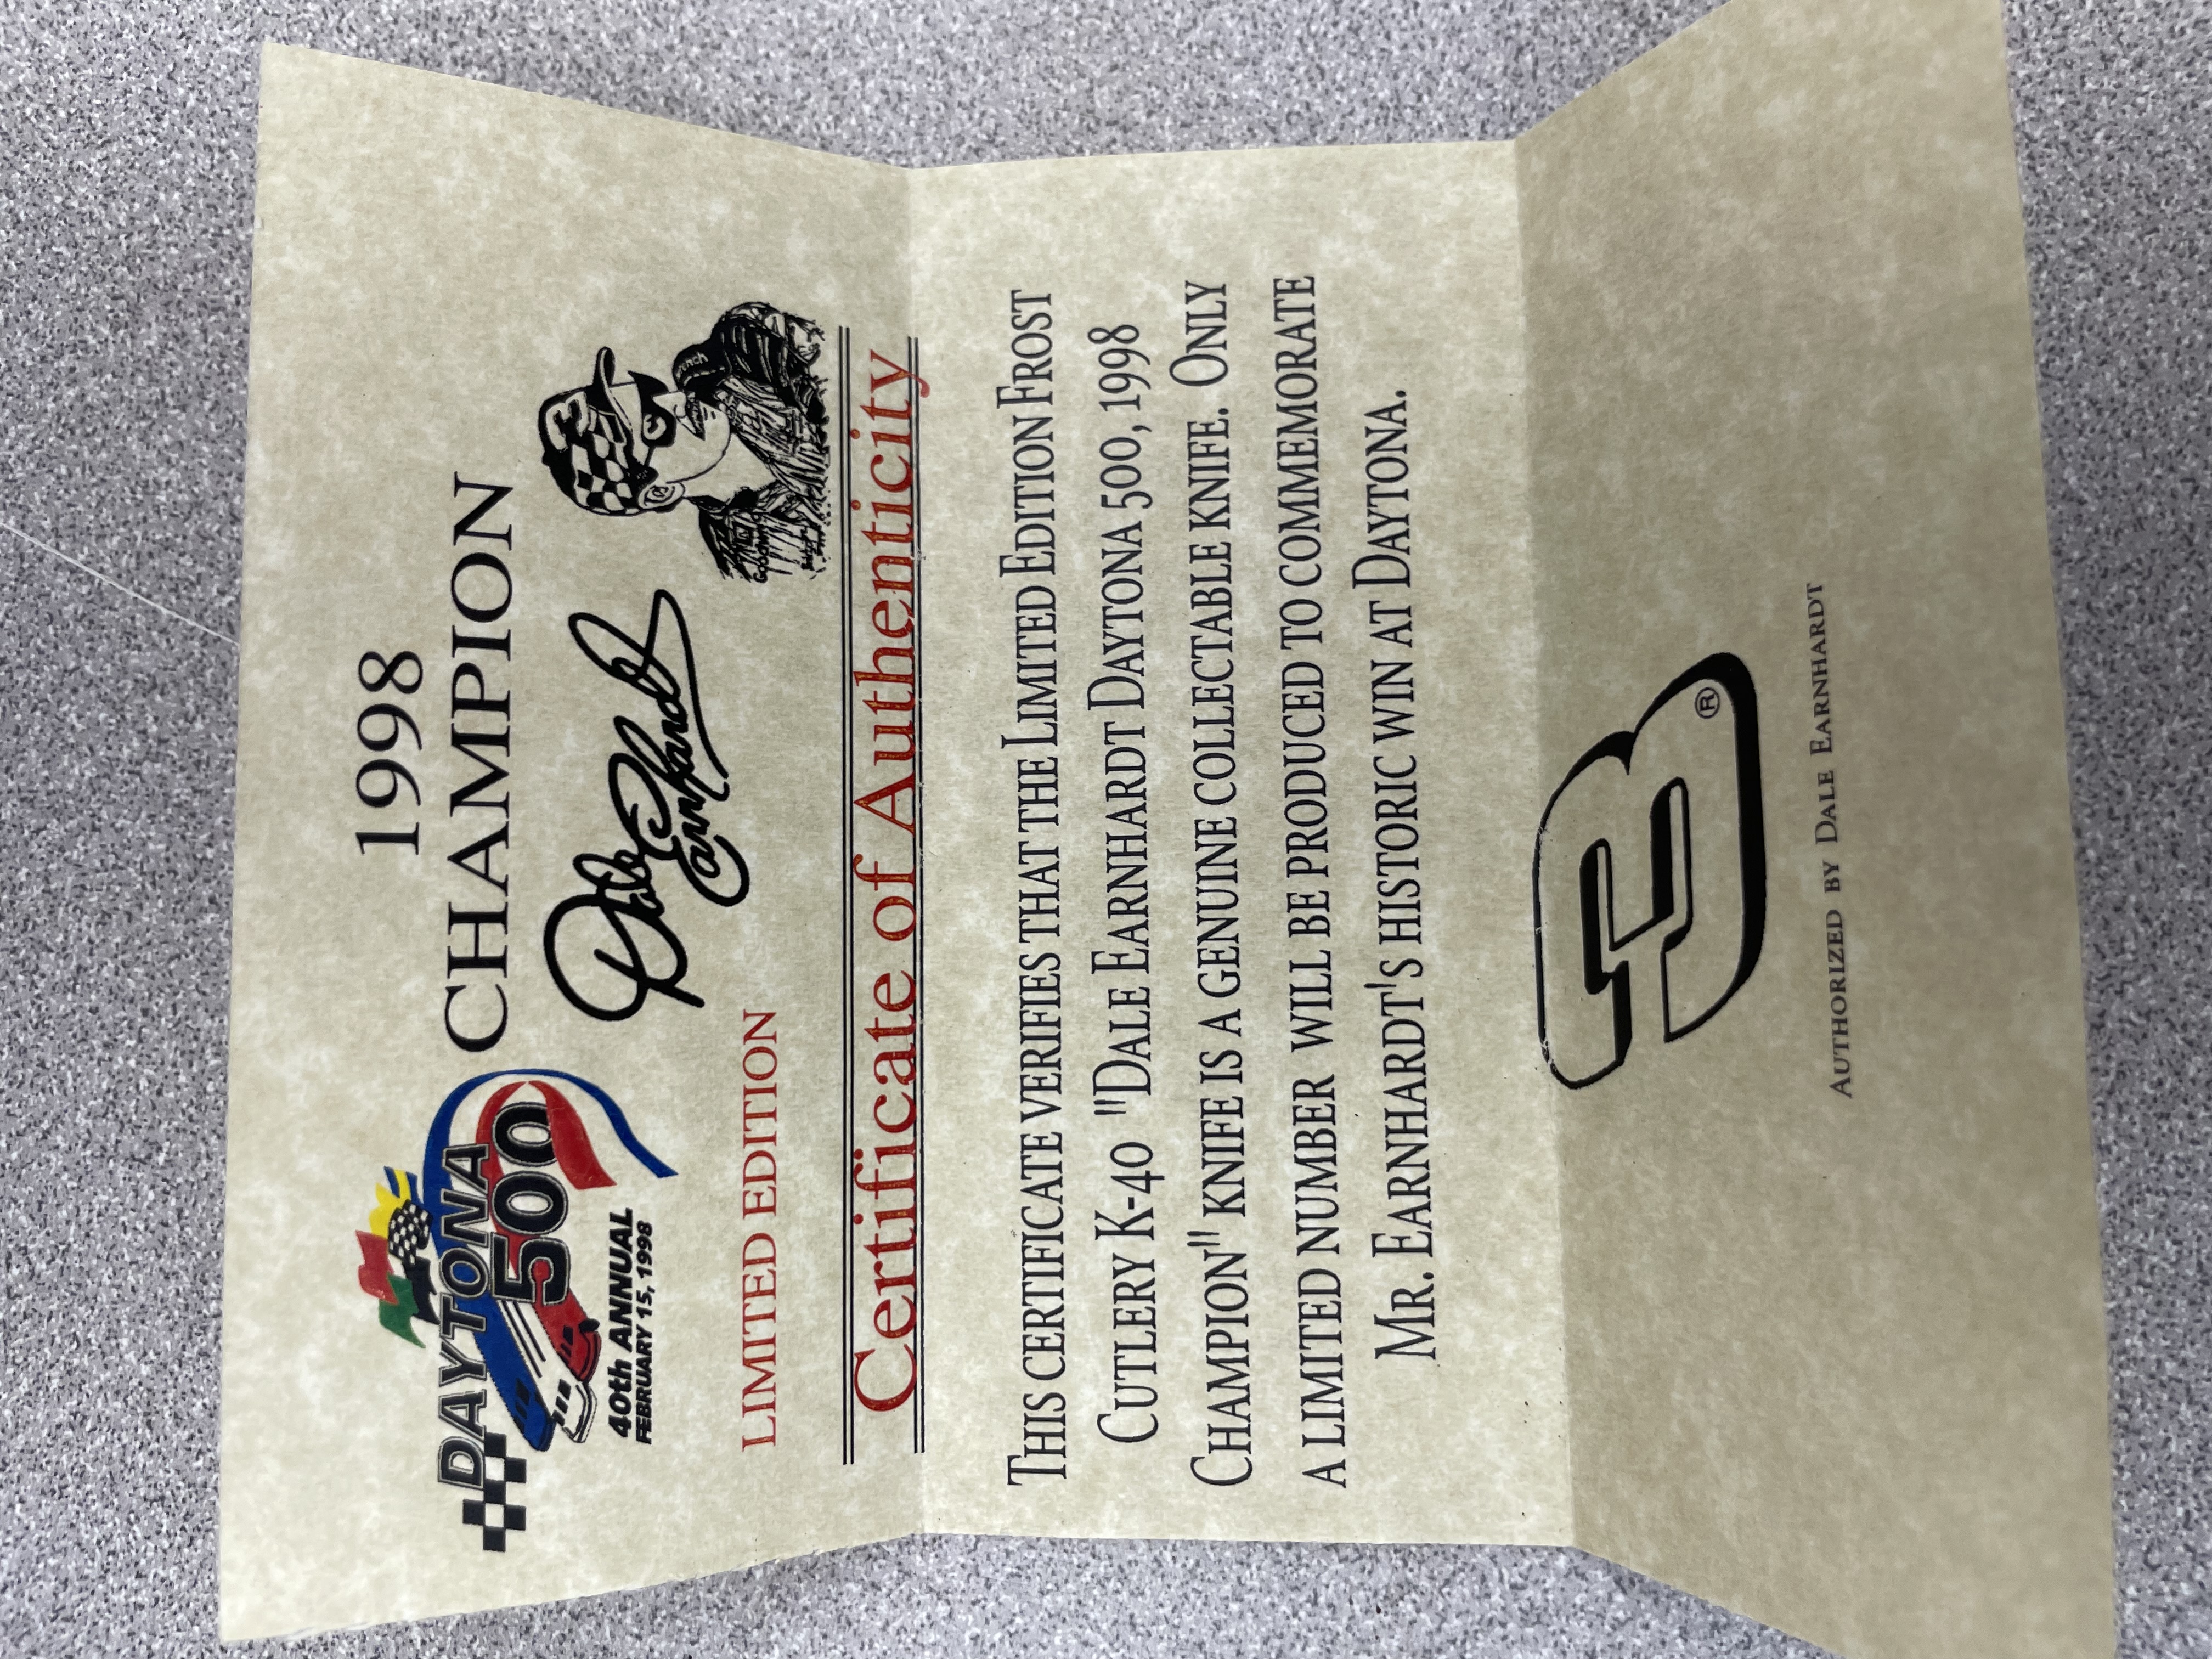 1998
CHAMPION
DAYTONA
500
40th ANNUAL
FEBRUARY 15, 1998
Dale Earnhardt
3
GOODWRENCH
LIMITED EDITION
Certificate of Authenticity
THIS CERTIFICATE VERIFIES THAT THE LIMITED EDITION FROST
CUTLERY K-40 "DALE EARNHARDT DAYTONA 500, 1998
CHAMPION" KNIFE IS A GENUINE COLLECTABLE KNIFE. ONLY
A LIMITED NUMBER WILL BE PRODUCED TO COMMEMORATE
MR. EARNHARDT'S HISTORIC WIN AT DAYTONA.
3®
AUTHORIZED BY DALE EARNHARDT